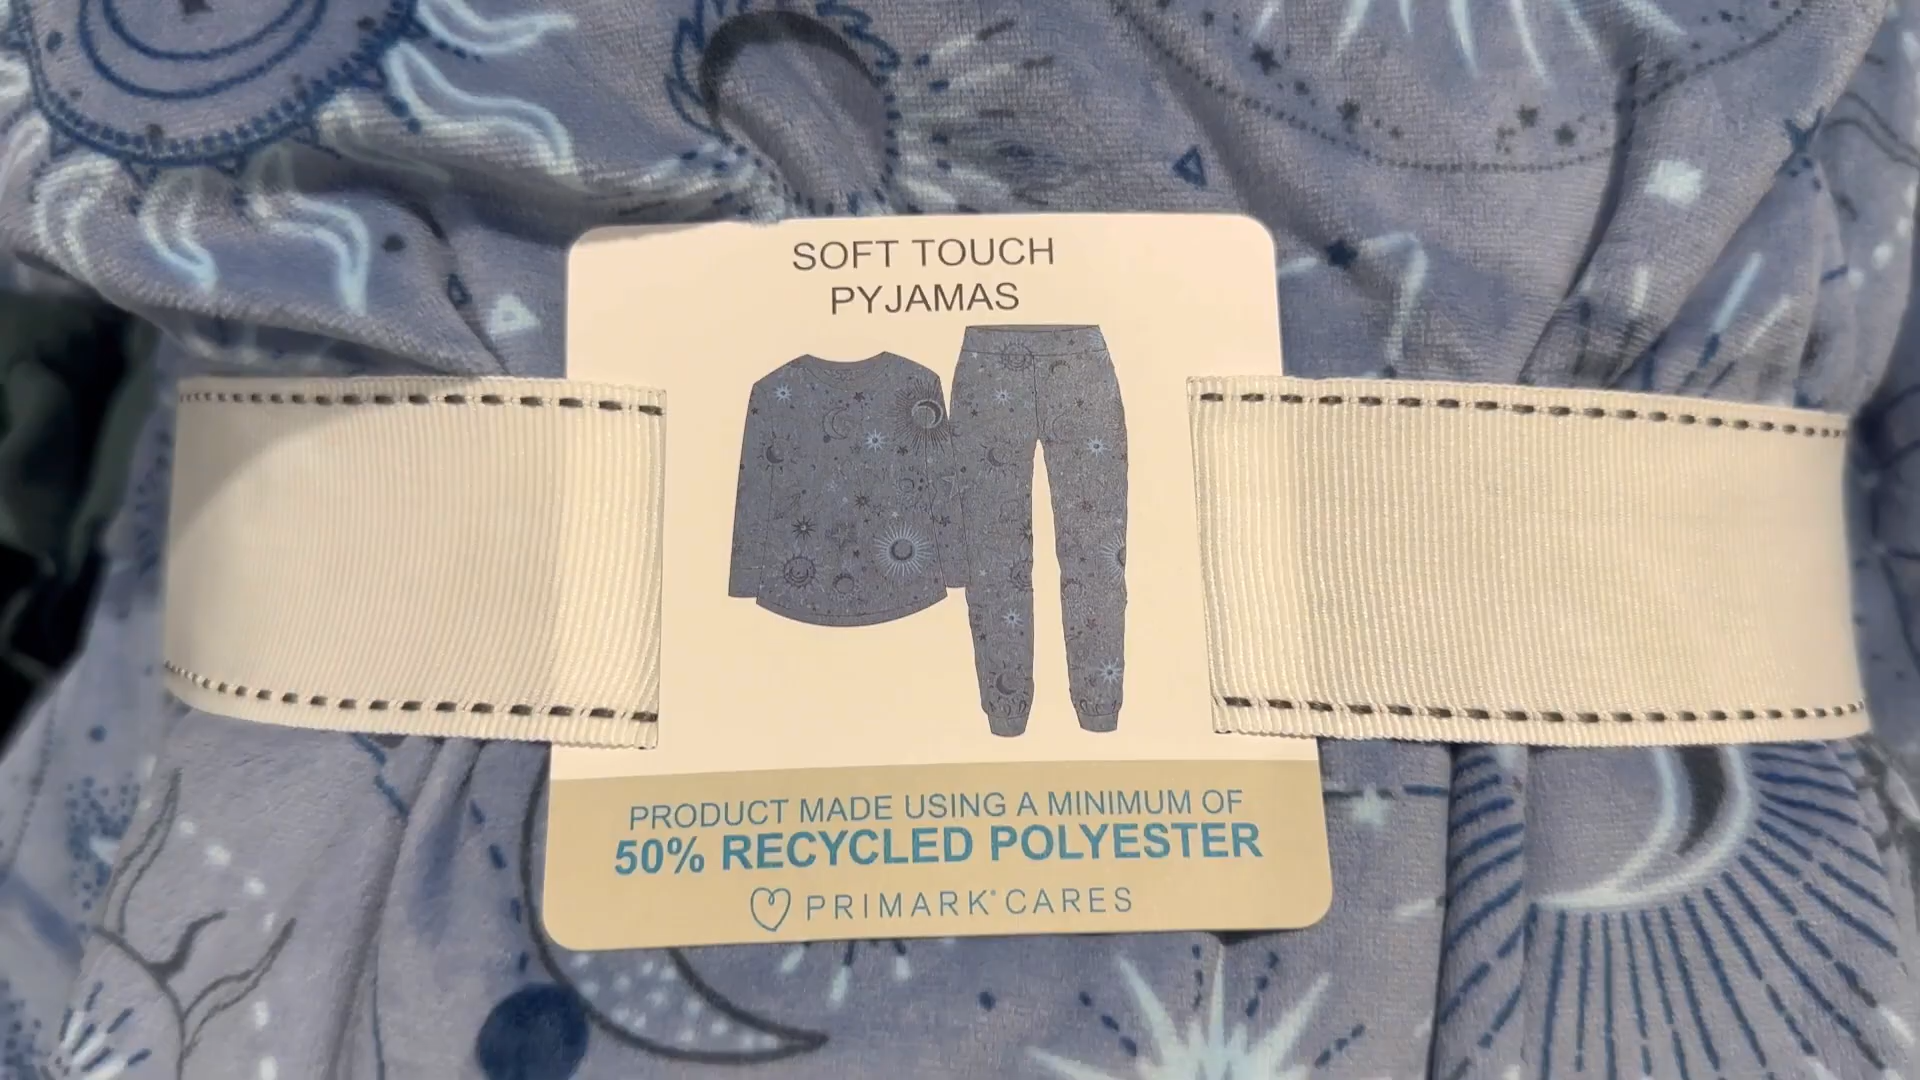 SOFT TOUCH
PYJAMAS
PRODUCT MADE USING A MINIMUM OF
50% RECYCLED POLYESTER
PRIMARK® CARES